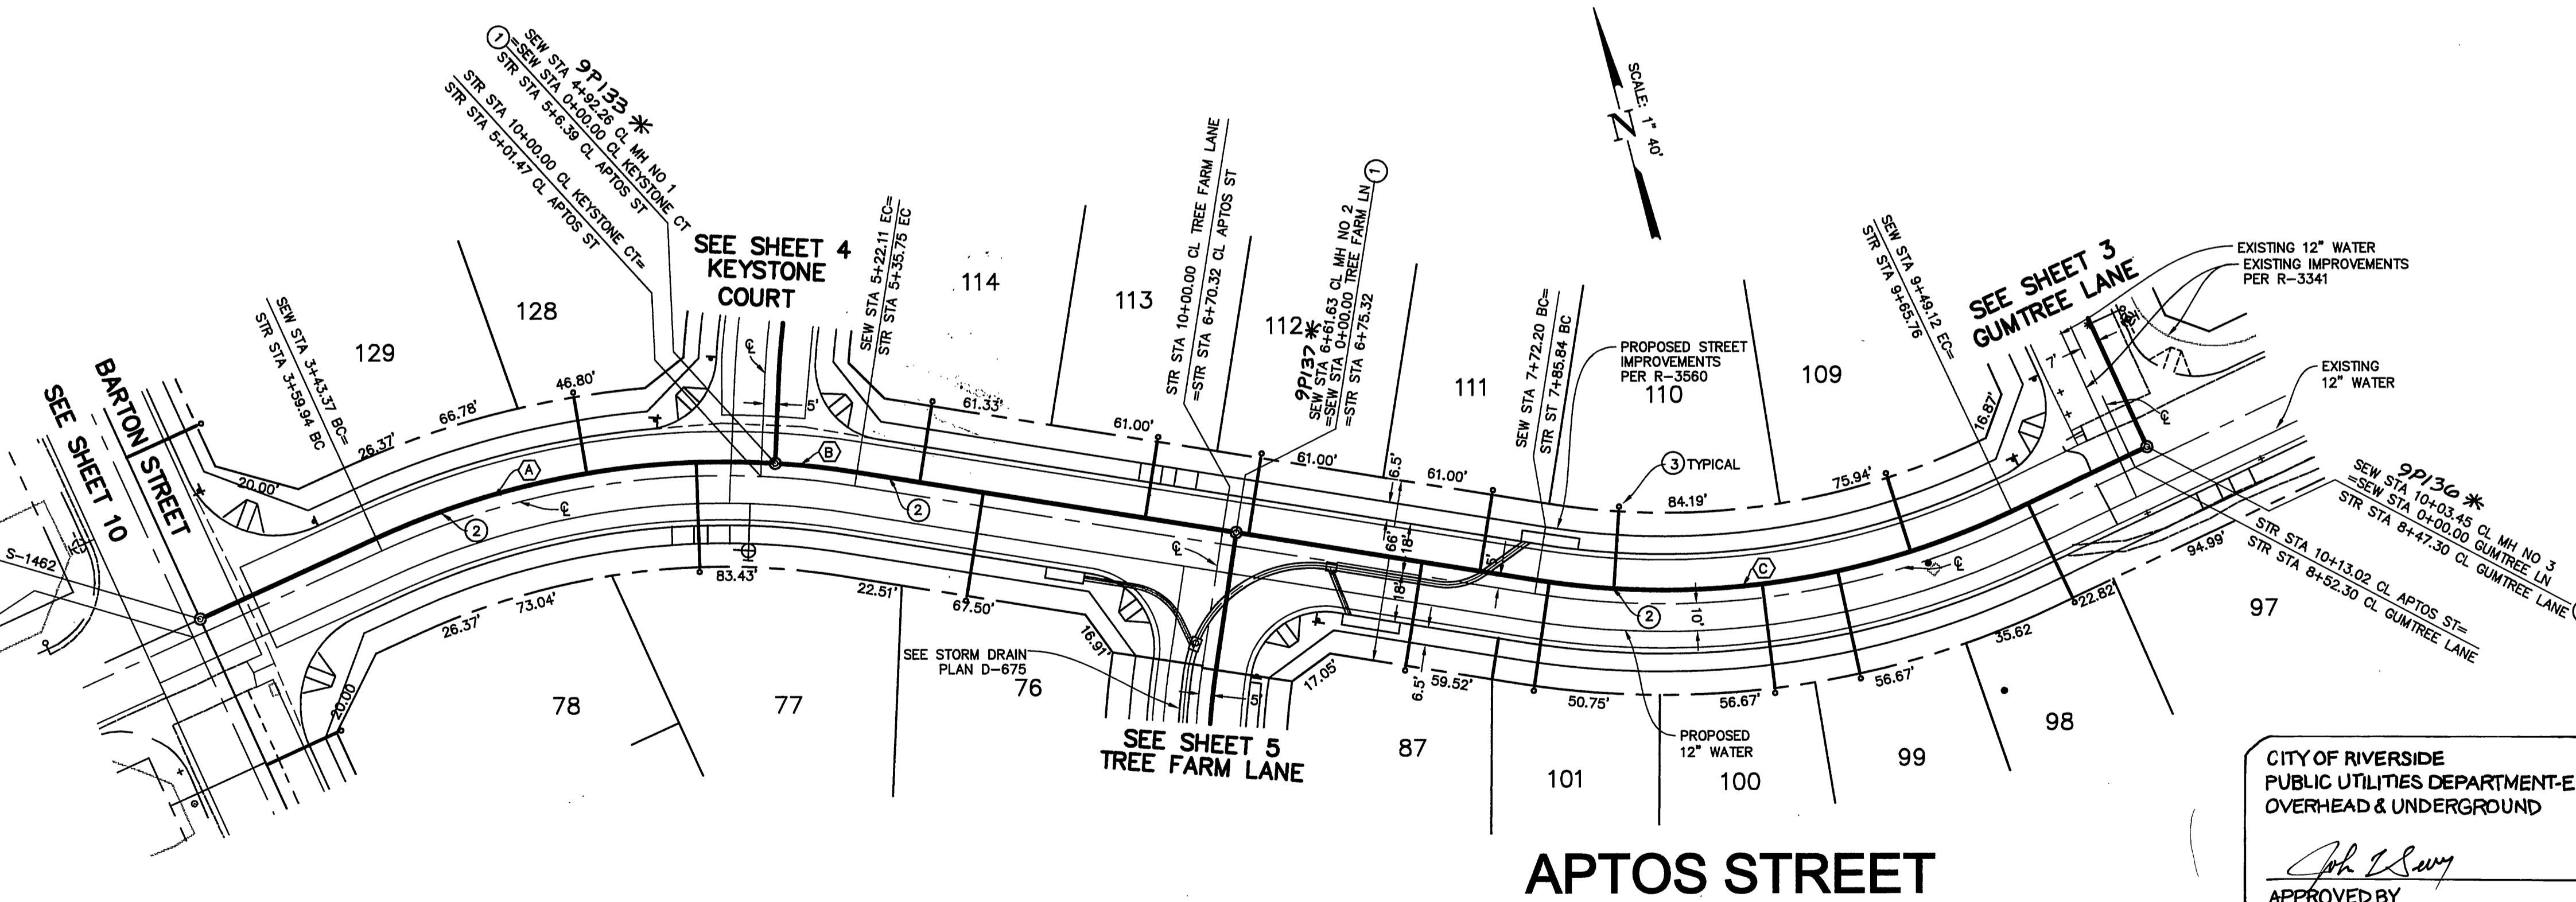 9P133 *
① SEW STA 4+92.26 CL MH NO 1
=SEW STA 0+00.00 CL KEYSTONE CT
STR STA 5+6.39 CL APTOS ST
STR STA 10+00.00 CL KEYSTONE CT=
STR STA 5+01.47 CL APTOS ST
SEE SHEET 4
KEYSTONE
COURT
SEW STA 5+22.11 EC=
STR STA 5+35.75 EC
STR STA 10+00.00 CL TREE FARM LANE
=STR STA 6+70.32 CL APTOS ST
9P137 *
SEW STA 6+61.63 CL MH NO 2
=SEW STA 0+00.00 TREE FARM LN
=STR STA 6+75.32
1
N
SCALE: 1" 40'
SEW STA 7+72.20 BC=
STR ST 7+85.84 BC
PROPOSED STREET
IMPROVEMENTS
PER R-3560
SEW STA 9+49.12 EC=
STR STA 9+65.76
SEE SHEET 3
GUMTREE LANE
EXISTING 12" WATER
EXISTING IMPROVEMENTS
PER R-3341
EXISTING
12" WATER
SEW STA 3+43.37 BC=
STR STA 3+59.94 BC
BARTON STREET
SEE SHEET 10
S-1462
129
128
114
113
112
111
110
109
20.00'
26.37'
66.78'
46.80'
5'
61.33'
61.00'
61.00'
6.5'
61.00'
3 TYPICAL
84.19'
75.94'
16.87'
7'
A
B
C
2
2
2
66'
18'
18'
5'
10'
9P136 *
SEW STA 10+03.45 CL MH NO 3
=SEW STA 0+00.00 GUMTREE LN
STR STA 8+47.30 CL GUMTREE LANE
STR STA 10+13.02 CL APTOS ST=
STR STA 8+52.30 CL GUMTREE LANE
20.00
26.37'
73.04'
83.43'
22.51'
67.50'
16.91'
5'
17.05'
6.5'
59.52'
50.75'
56.67'
56.67'
35.62
22.82'
94.99'
SEE STORM DRAIN
PLAN D-675
78
77
76
87
101
100
99
98
97
SEE SHEET 5
TREE FARM LANE
PROPOSED
12" WATER
APTOS STREET
CITY OF RIVERSIDE
PUBLIC UTILITIES DEPARTMENT-E
OVERHEAD & UNDERGROUND
APPROVED BY